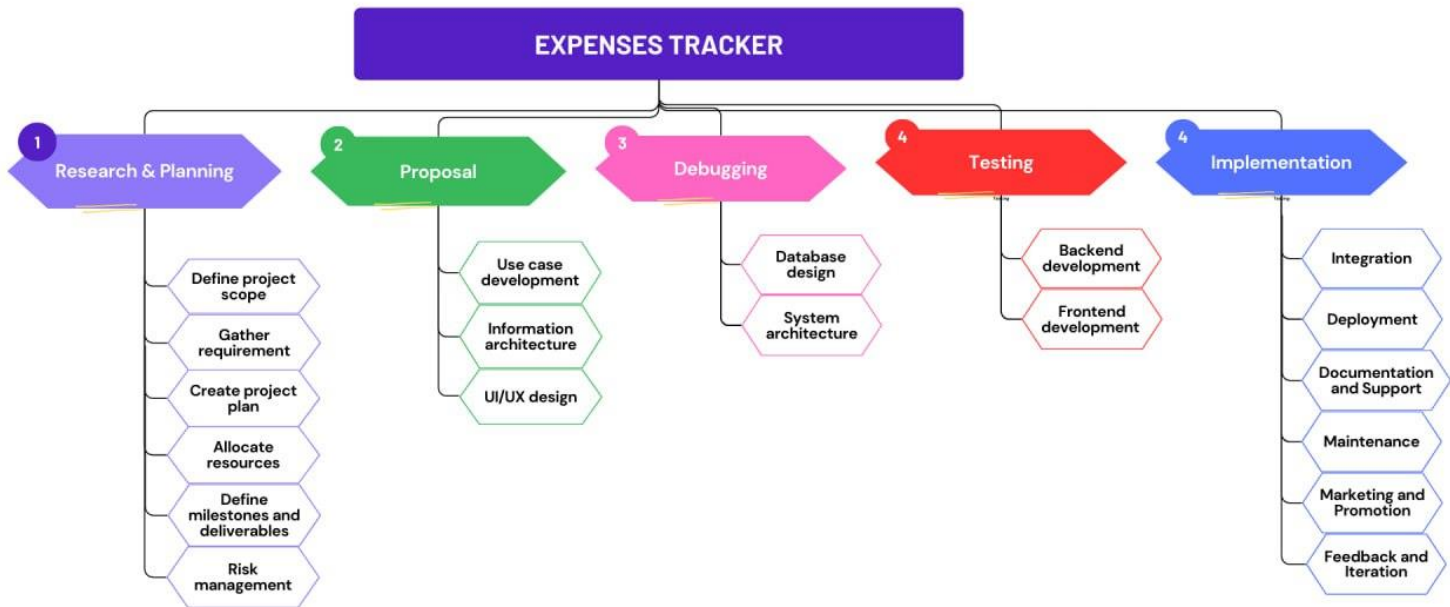 EXPENSES TRACKER
1
Research & Planning
Define project
scope
Gather
requirement
Create project
plan
Allocate
resources
Define
milestones and
deliverables
Risk
management
2
Proposal
Use case
development
Information
architecture
UI/UX design
3
Debugging
Database
design
System
architecture
4
Testing
Testing
Backend
development
Frontend
development
4
Implementation
Testing
Integration
Deployment
Documentation
and Support
Maintenance
Marketing and
Promotion
Feedback and
Iteration